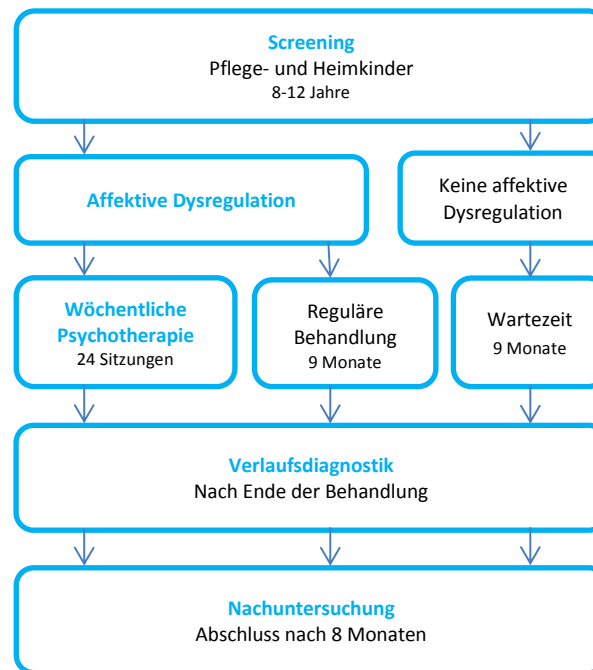 Screening
Pflege- und Heimkinder
8-12 Jahre
Affektive Dysregulation
Keine affektive
Dysregulation
Wöchentliche
Psychotherapie
24 Sitzungen
Reguläre
Behandlung
9 Monate
Wartezeit
9 Monate
Verlaufsdiagnostik
Nach Ende der Behandlung
Nachuntersuchung
Abschluss nach 8 Monaten